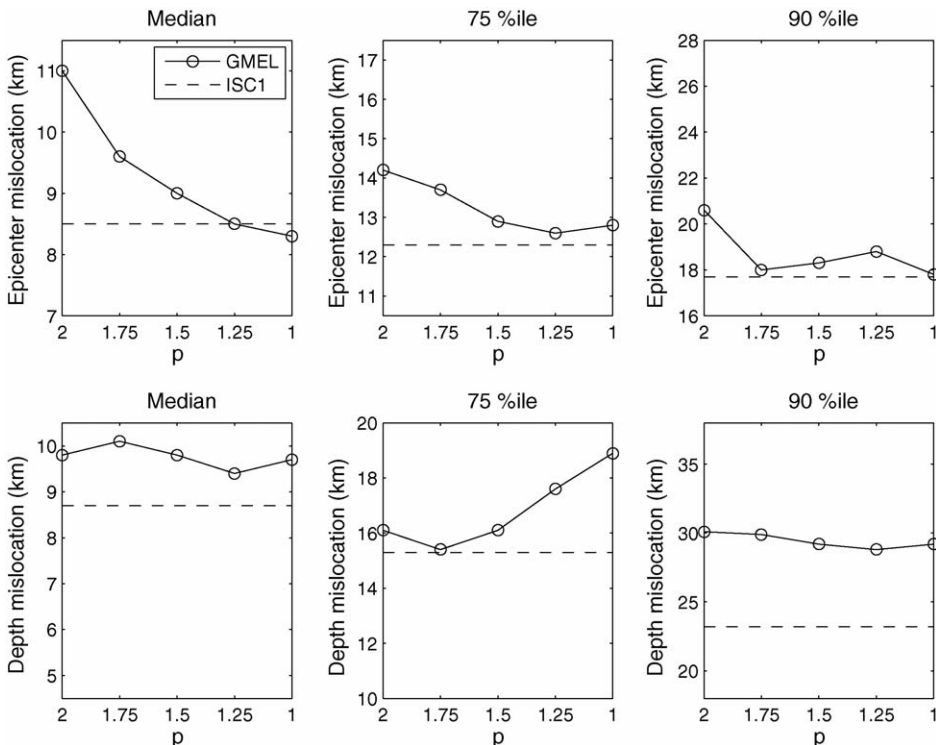 Median
Epicenter mislocation (km)
11
10
9
8
7
GMEL
ISC1
2 1.75 1.5 1.25 1
p
75 %ile
Epicenter mislocation (km)
17
16
15
14
13
12
11
2 1.75 1.5 1.25 1
p
90 %ile
Epicenter mislocation (km)
28
26
24
22
20
18
16
2 1.75 1.5 1.25 1
p
Median
Depth mislocation (km)
10
9
8
7
6
5
2 1.75 1.5 1.25 1
p
75 %ile
Depth mislocation (km)
20
18
16
14
12
10
2 1.75 1.5 1.25 1
p
90 %ile
Depth mislocation (km)
35
30
25
20
2 1.75 1.5 1.25 1
p